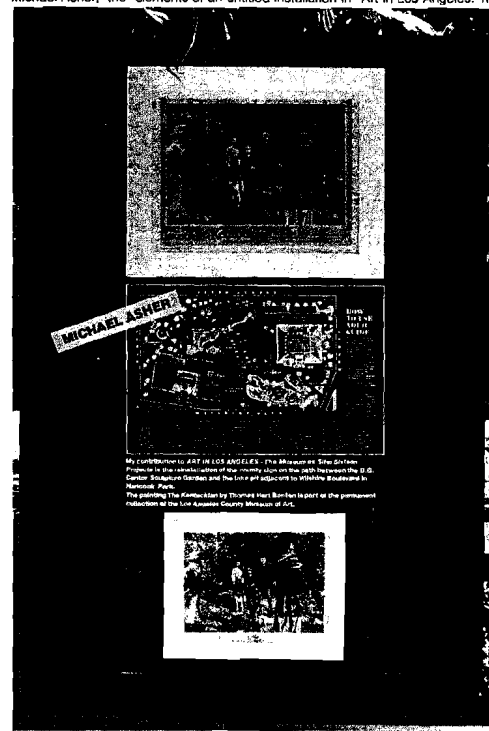 Michael Asher, the elements of an untitled installation in "Art in Los Angeles:
HOW
TO USE
YOUR
GUIDE
MICHAEL ASHER
My contribution to ART IN LOS ANGELES - The Museum as Site: Sixteen
Projects is the reinstallation of the county sign on the path between the B.G.
Cantor Sculpture Garden and the lake pit adjacent to Wilshire Boulevard in
Hancock Park.
The painting The Kentuckian by Thomas Hart Benton is part of the permanent
collection of the Los Angeles County Museum of Art.